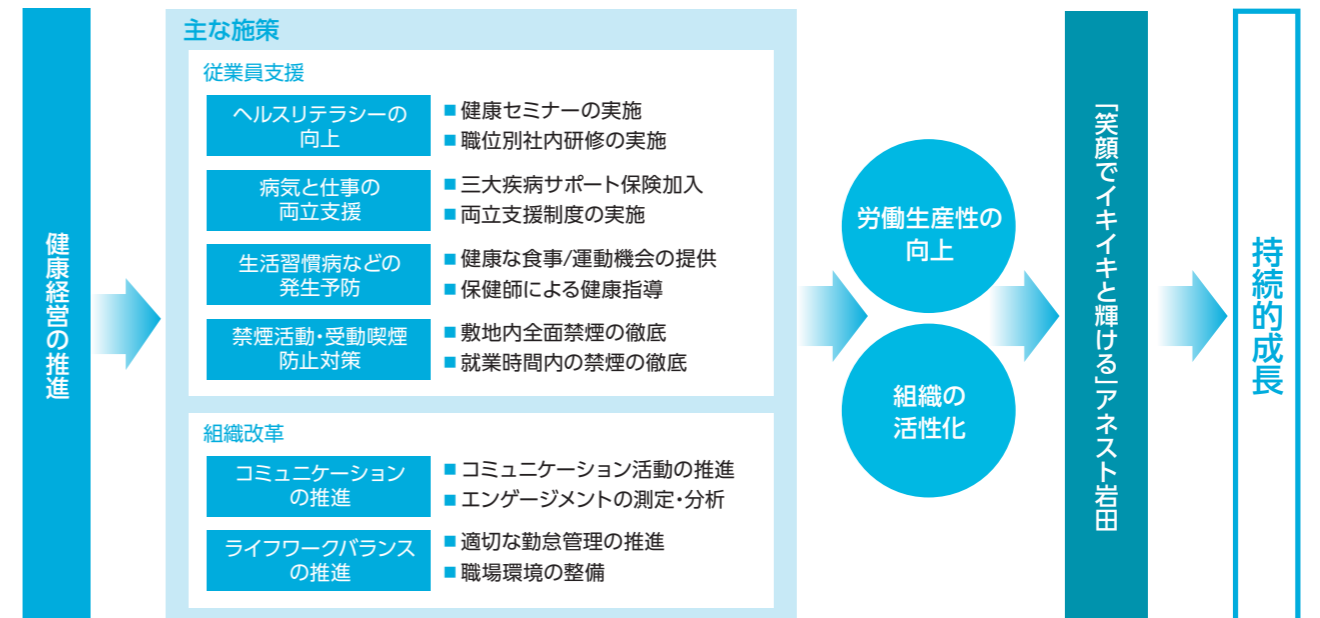 健康経営の推進
主な施策
従業員支援
ヘルスリテラシーの
向上
■健康セミナーの実施
■職位別社内研修の実施
病気と仕事の
両立支援
■三大疾病サポート保険加入
■両立支援制度の実施
生活習慣病などの
発生予防
■健康な食事/運動機会の提供
■保健師による健康指導
禁煙活動・受動喫煙
防止対策
■敷地内全面禁煙の徹底
■就業時間内の禁煙の徹底
組織改革
コミュニケーション
の推進
■コミュニケーション活動の推進
■エンゲージメントの測定・分析
ライフワークバランス
の推進
■適切な勤怠管理の推進
■職場環境の整備
労働生産性の
向上
組織の
活性化
「笑顔でイキイキと輝ける」アネスト岩田
持続的成長